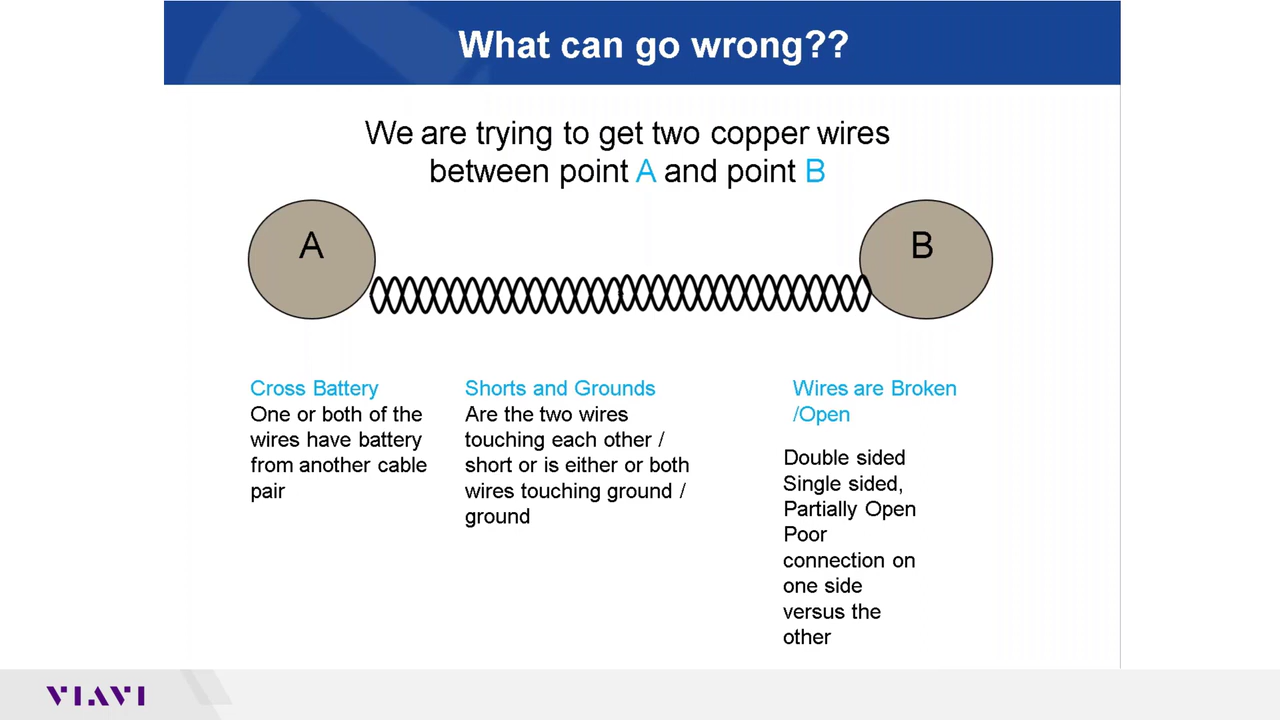 What can go wrong??
We are trying to get two copper wires
between point A and point B
A
B
Cross Battery
One or both of the
wires have battery
from another cable
pair
Shorts and Grounds
Are the two wires
touching each other /
short or is either or both
wires touching ground /
ground
Wires are Broken
/Open
Double sided
Single sided,
Partially Open
Poor
connection on
one side
versus the
other
VIAVI